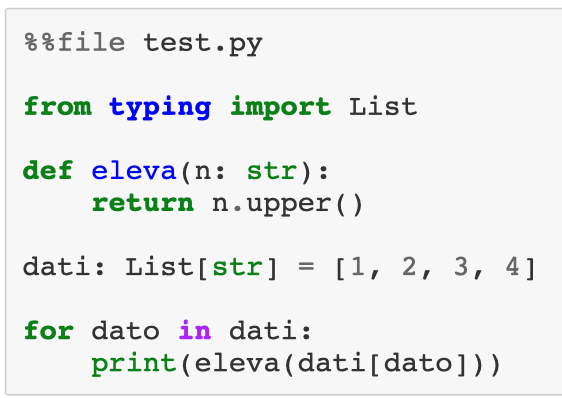 %%file test.py
from typing import List
def eleva(n: str):
    return n.upper()
dati: List[str] = [1, 2, 3, 4]
for dato in dati:
    print(eleva(dati[dato]))